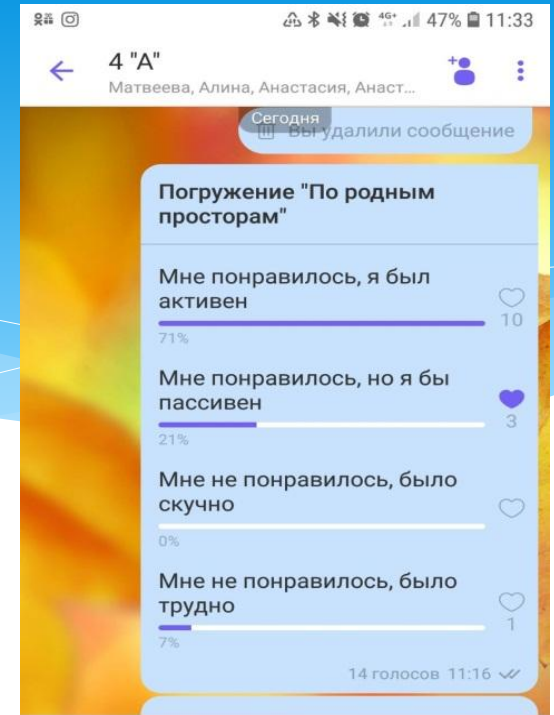 47% 11:33
4 "А"
Матвеева, Алина, Анастасия, Анаст...
Сегодня
Вы удалили сообщение
Погружение "По родным
просторам"
Мне понравилось, я был
активен
10
71%
Мне понравилось, но я бы
пассивен
3
21%
Мне не понравилось, было
скучно
0%
Мне не понравилось, было
трудно
1
7%
14 голосов 11:16